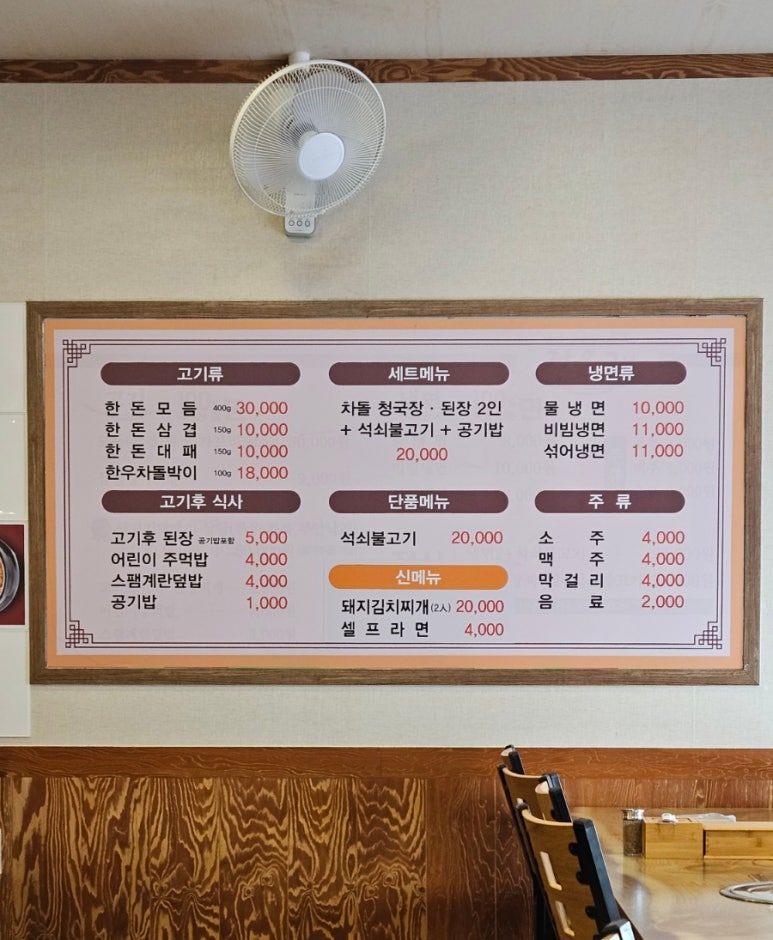 고기류
한돈모듬 400g 30,000
한돈삼겹 150g 10,000
한돈대패 150g 10,000
한우차돌박이 100g 18,000
고기후 식사
고기후 된장 공기밥포함 5,000
어린이 주먹밥 4,000
스팸계란덮밥 4,000
공기밥 1,000
세트메뉴
차돌 청국장 · 된장 2인
+ 석쇠불고기 + 공기밥
20,000
단품메뉴
석쇠불고기 20,000
신메뉴
돼지김치찌개(2人) 20,000
셀프라면 4,000
냉면류
물냉면 10,000
비빔냉면 11,000
섞어냉면 11,000
주류
소주 4,000
맥주 4,000
막걸리 4,000
음료 2,000